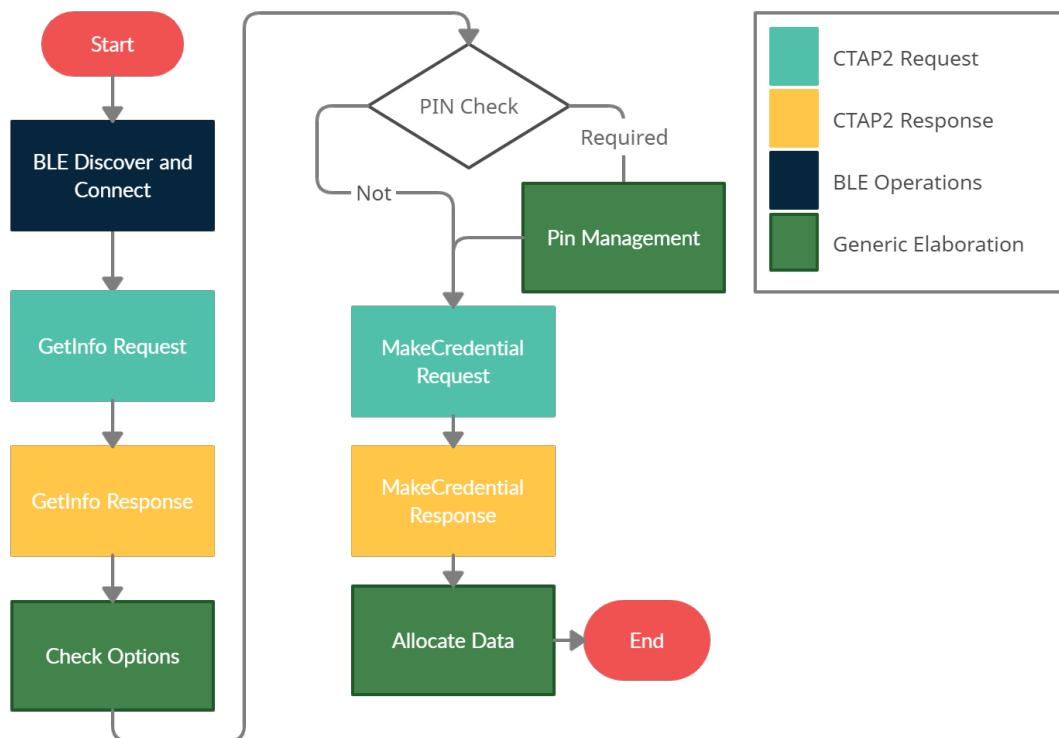 Start
BLE Discover and
Connect
GetInfo Request
GetInfo Response
Check Options
PIN Check
Required
Not
Pin Management
MakeCredential
Request
MakeCredential
Response
Allocate Data
End
CTAP2 Request
CTAP2 Response
BLE Operations
Generic Elaboration